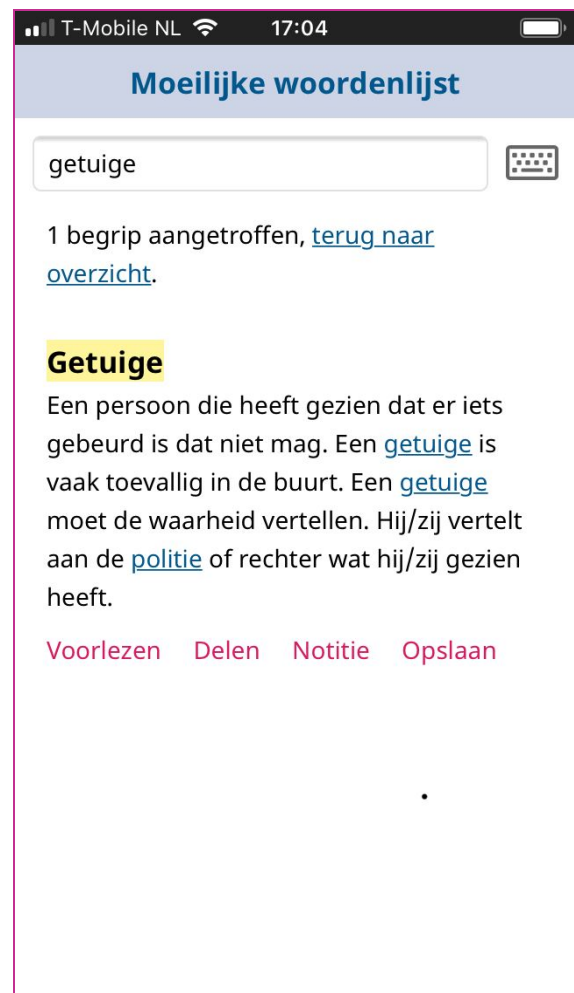 T-Mobile NL 17:04
Moeilijke woordenlijst
getuige
1 begrip aangetroffen, terug naar
overzicht.
Getuige
Een persoon die heeft gezien dat er iets
gebeurd is dat niet mag. Een getuige is
vaak toevallig in de buurt. Een getuige
moet de waarheid vertellen. Hij/zij vertelt
aan de politie of rechter wat hij/zij gezien
heeft.
Voorlezen Delen Notitie Opslaan